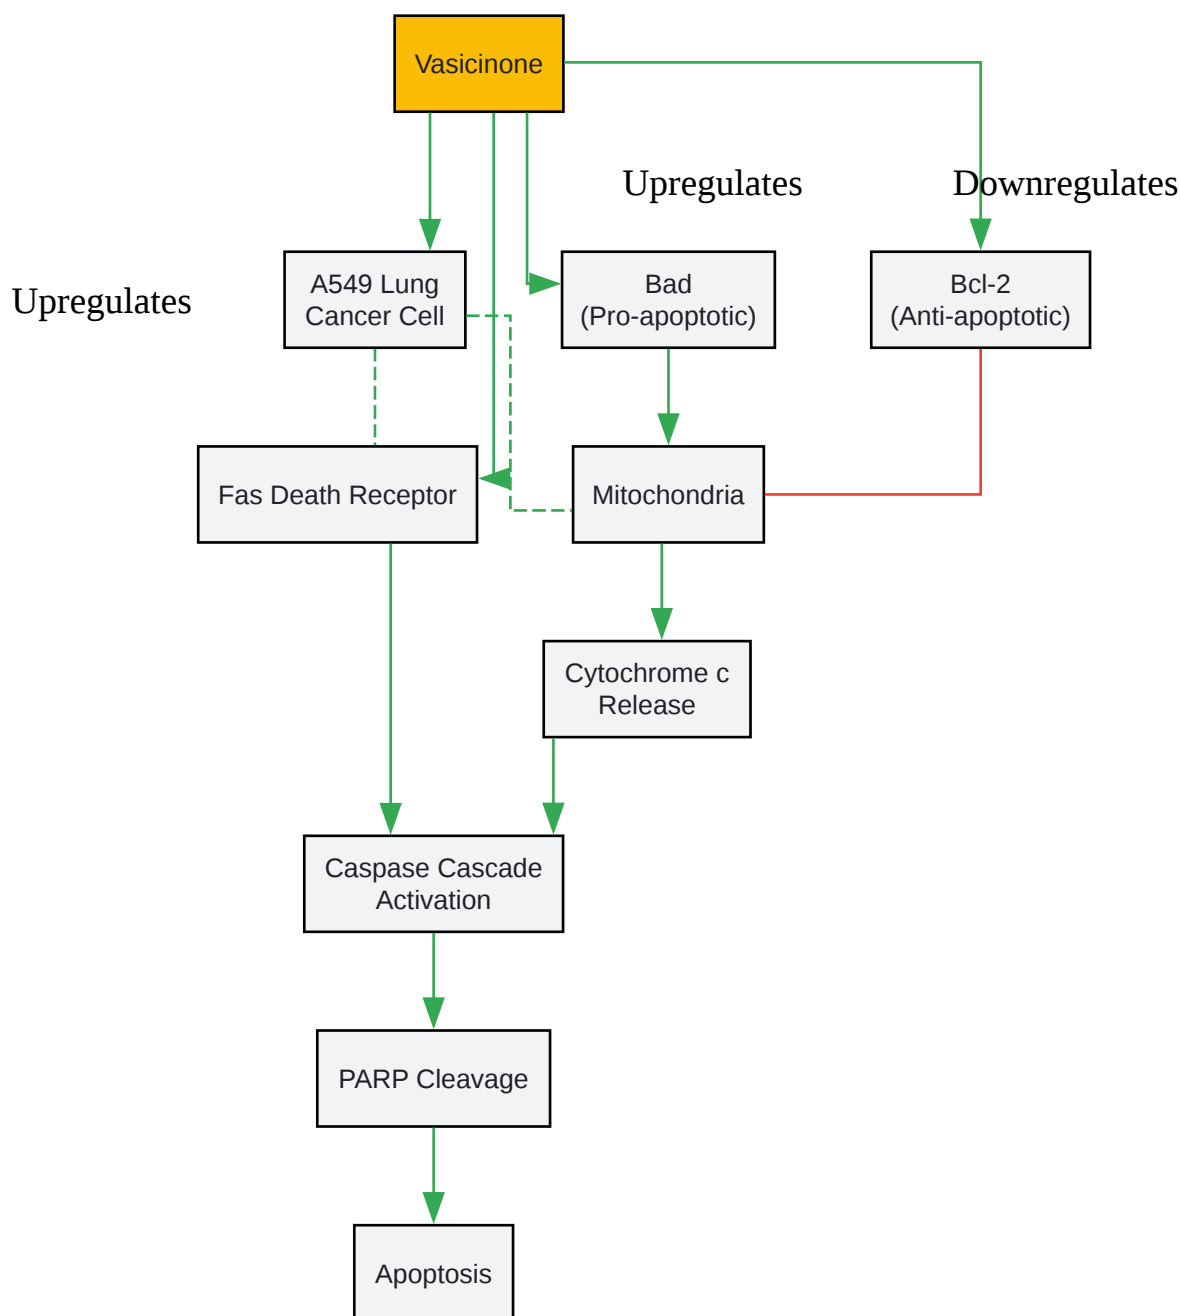 Vasicinone
Upregulates
Downregulates
Upregulates
A549 Lung
Cancer Cell
Bad
(Pro-apoptotic)
Bcl-2
(Anti-apoptotic)
Fas Death Receptor
Mitochondria
Cytochrome c
Release
Caspase Cascade
Activation
PARP Cleavage
Apoptosis